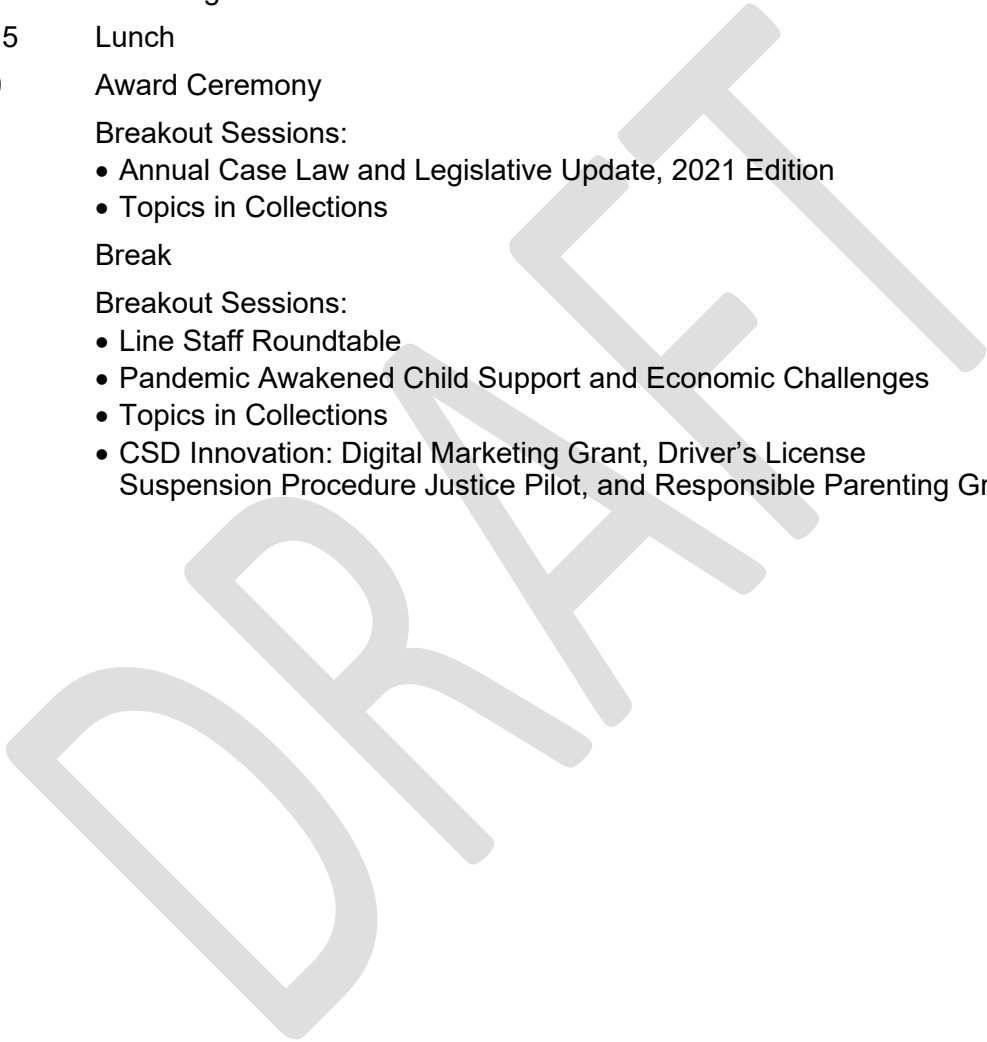 5 Lunch
Award Ceremony
Breakout Sessions:
• Annual Case Law and Legislative Update, 2021 Edition
• Topics in Collections
Break
Breakout Sessions:
• Line Staff Roundtable
• Pandemic Awakened Child Support and Economic Challenges
• Topics in Collections
• CSD Innovation: Digital Marketing Grant, Driver’s License
Suspension Procedure Justice Pilot, and Responsible Parenting Gr
DRAFT